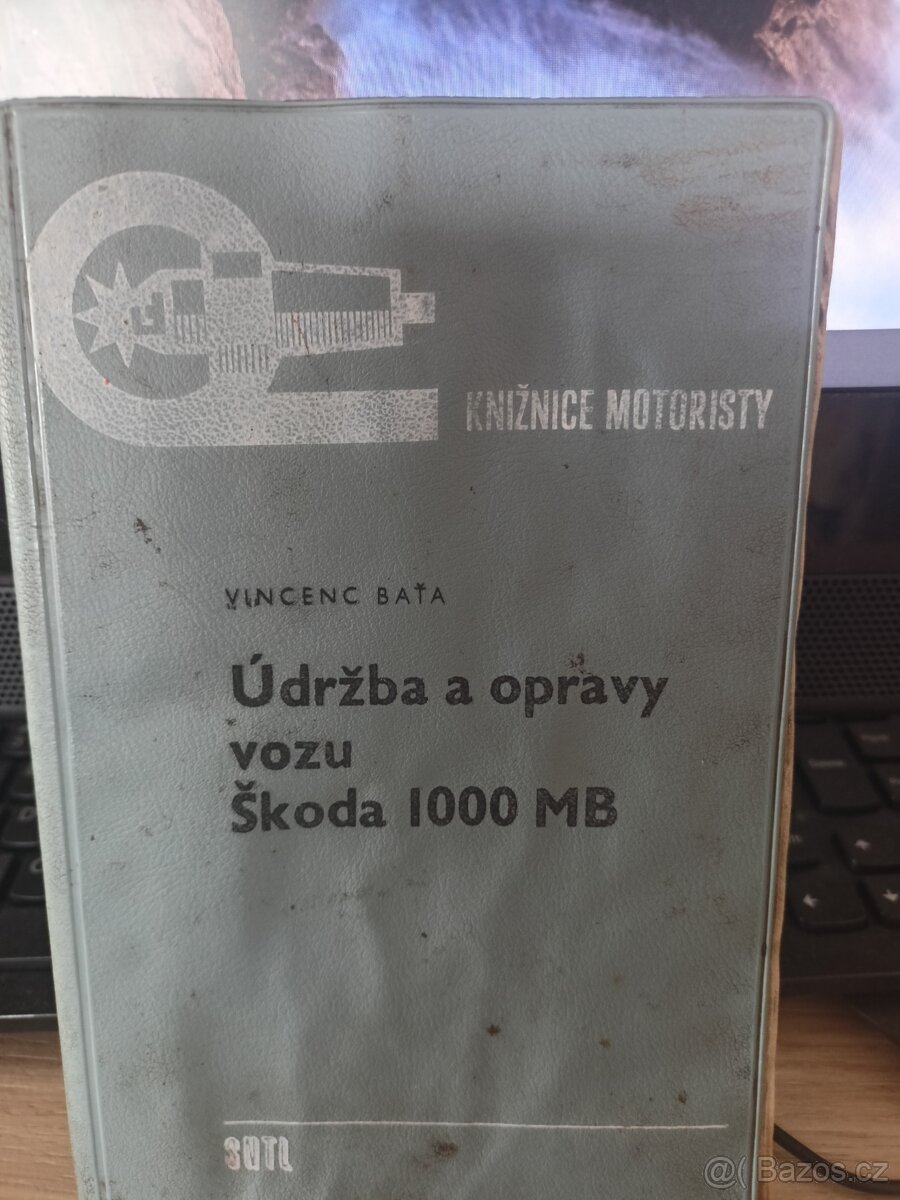 KNIŽNICE MOTORISTY
VINCENC BAŤA
Údržba a opravy
vozu
Škoda 1000 MB
SNTL
@( Bazos.cz